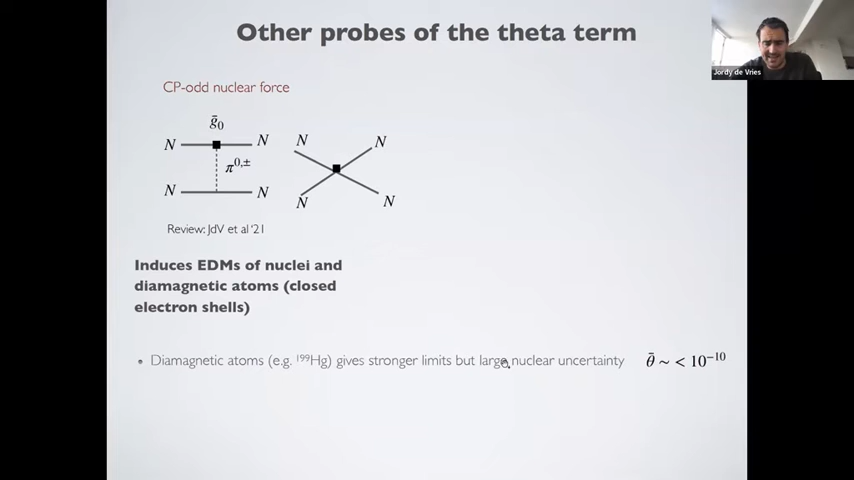 Other probes of the theta term
Jordy de Vries
CP-odd nuclear force
ḡ₀
N N N N
π⁰,±
N N N N
Review: JdV et al '21
Induces EDMs of nuclei and
diamagnetic atoms (closed
electron shells)
• Diamagnetic atoms (e.g. ¹⁹⁹Hg) gives stronger limits but large nuclear uncertainty θ̄ ~ < 10⁻¹⁰